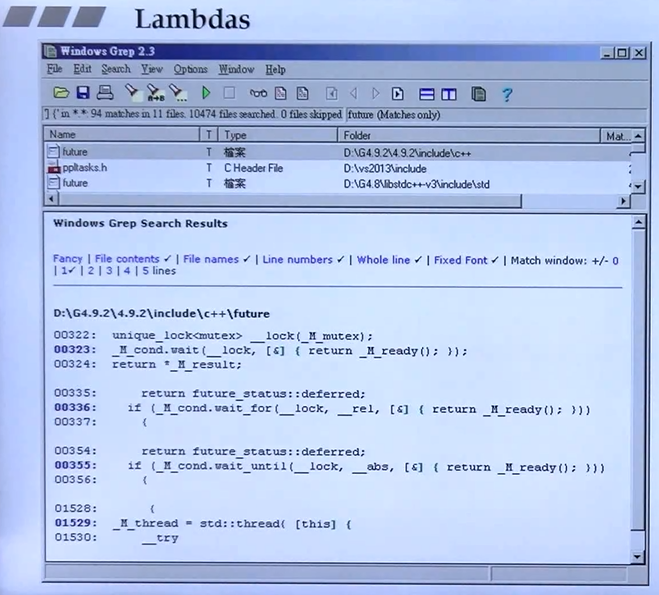 Lambdas
Windows Grep 2.3
File Edit Search View Options Window Help
] {' in *.*: 94 matches in 11 files. 10474 files searched. 0 files skipped future (Matches only)
Name T Type Folder Mat...
future T 檔案 D:\G4.9.2\4.9.2\include\c++
ppltasks.h T C Header File D:\vs2013\include
future T 檔案 D:\G4.8\libstdc++-v3\include\std
Windows Grep Search Results
Fancy | File contents ✓ | File names ✓ | Line numbers ✓ | Whole line ✓ | Fixed Font ✓ | Match window: +/- 0
| 1✓ | 2 | 3 | 4 | 5 lines
D:\G4.9.2\4.9.2\include\c++\future
00322: unique_lock<mutex> __lock(_M_mutex);
00323: _M_cond.wait(__lock, [&] { return _M_ready(); });
00324: return *_M_result;
00335: return future_status::deferred;
00336: if (_M_cond.wait_for(__lock, __rel, [&] { return _M_ready(); }))
00337: {
00354: return future_status::deferred;
00355: if (_M_cond.wait_until(__lock, __abs, [&] { return _M_ready(); }))
00356: {
01528: {
01529: _M_thread = std::thread( [this] {
01530: __try